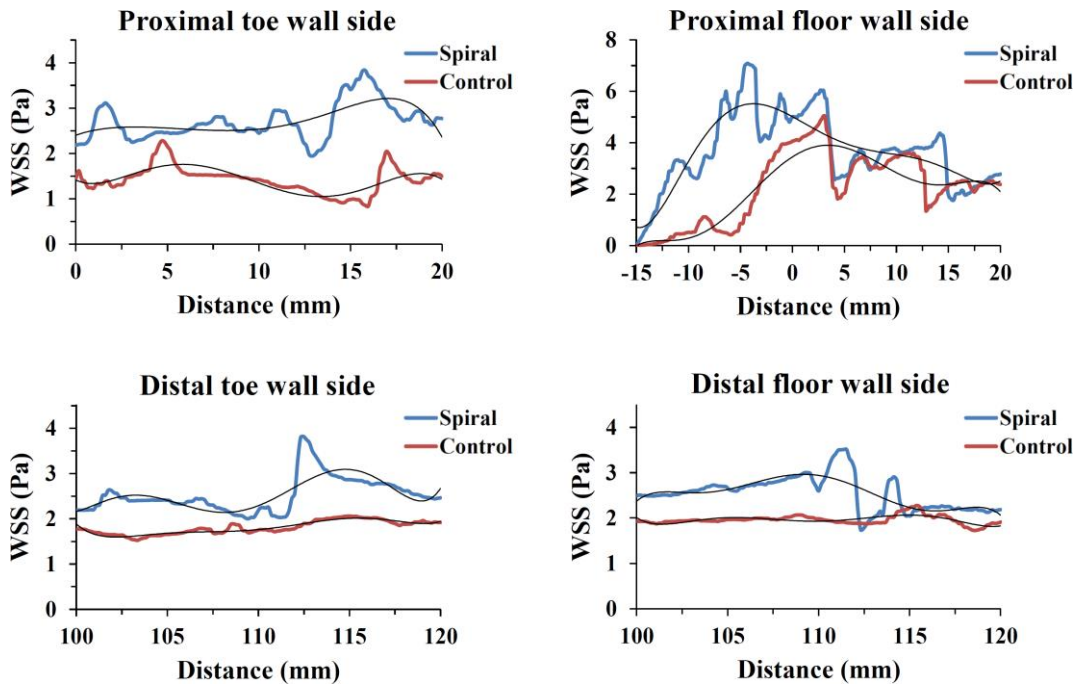 Proximal toe wall side
Spiral
Control
WSS (Pa)
4
3
2
1
0
0 5 10 15 20
Distance (mm)
Proximal floor wall side
Spiral
Control
WSS (Pa)
8
6
4
2
0
-15 -10 -5 0 5 10 15 20
Distance (mm)
Distal toe wall side
Spiral
Control
WSS (Pa)
4
3
2
1
0
100 105 110 115 120
Distance (mm)
Distal floor wall side
Spiral
Control
WSS (Pa)
4
3
2
1
0
100 105 110 115 120
Distance (mm)